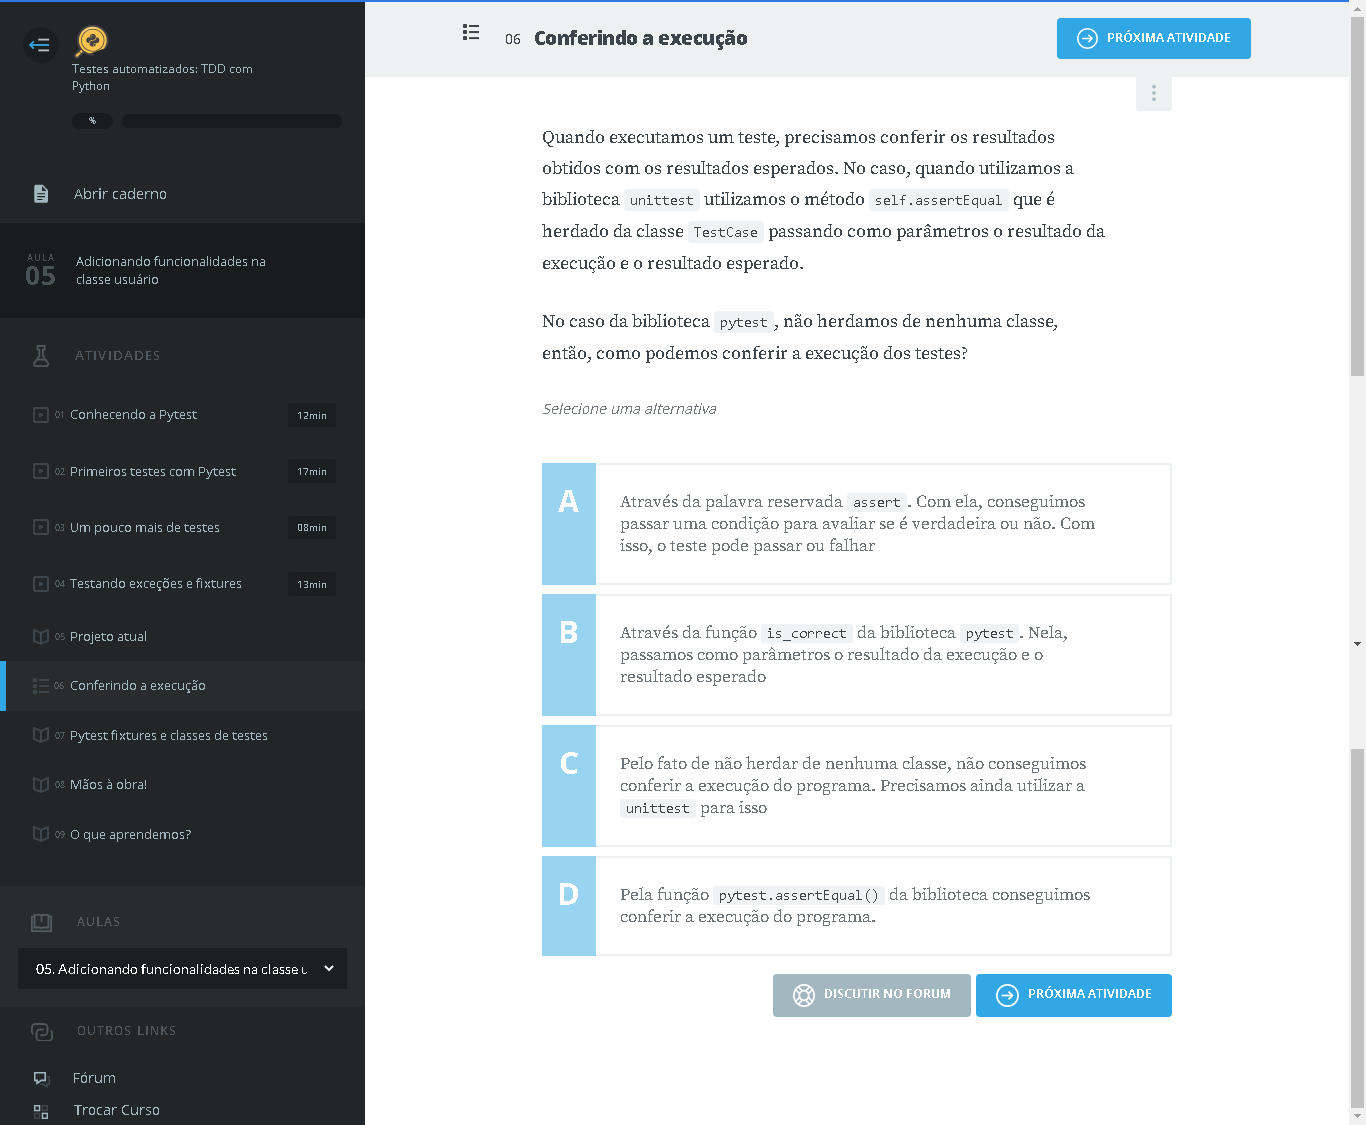 Testes automatizados: TDD com
Python
%
Abrir caderno
AULA
05
Adicionando funcionalidades na
classe usuário
ATIVIDADES
01 Conhecendo a Pytest 12min
02 Primeiros testes com Pytest 17min
03 Um pouco mais de testes 08min
04 Testando exceções e fixtures 13min
05 Projeto atual
06 Conferindo a execução
07 Pytest fixtures e classes de testes
08 Mãos à obra!
09 O que aprendemos?
AULAS
05. Adicionando funcionalidades na classe u
OUTROS LINKS
Fórum
Trocar Curso
06 Conferindo a execução
PRÓXIMA ATIVIDADE
Quando executamos um teste, precisamos conferir os resultados
obtidos com os resultados esperados. No caso, quando utilizamos a
biblioteca unittest utilizamos o método self.assertEqual que é
herdado da classe TestCase passando como parâmetros o resultado da
execução e o resultado esperado.
No caso da biblioteca pytest, não herdamos de nenhuma classe,
então, como podemos conferir a execução dos testes?
Selecione uma alternativa
A
Através da palavra reservada assert. Com ela, conseguimos
passar uma condição para avaliar se é verdadeira ou não. Com
isso, o teste pode passar ou falhar
B
Através da função is_correct da biblioteca pytest. Nela,
passamos como parâmetros o resultado da execução e o
resultado esperado
C
Pelo fato de não herdar de nenhuma classe, não conseguimos
conferir a execução do programa. Precisamos ainda utilizar a
unittest para isso
D
Pela função pytest.assertEqual() da biblioteca conseguimos
conferir a execução do programa.
DISCUTIR NO FORUM
PRÓXIMA ATIVIDADE